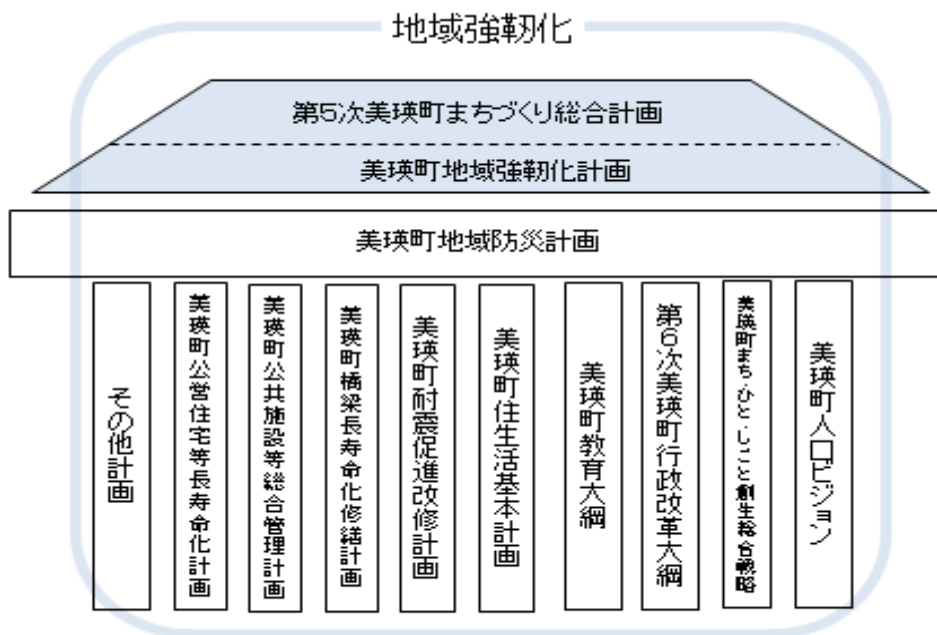 地域強靱化
第5次美瑛町まちづくり総合計画
美瑛町地域強靱化計画
美瑛町地域防災計画
美瑛町人口ビジョン
美瑛町まち・ひと・しごと創生総合戦略
第6次美瑛町行政改革大綱
美瑛町教育大綱
美瑛町住生活基本計画
美瑛町耐震促進改修計画
美瑛町橋梁長寿命化修繕計画
美瑛町公共施設等総合管理計画
美瑛町公営住宅等長寿命化計画
その他計画